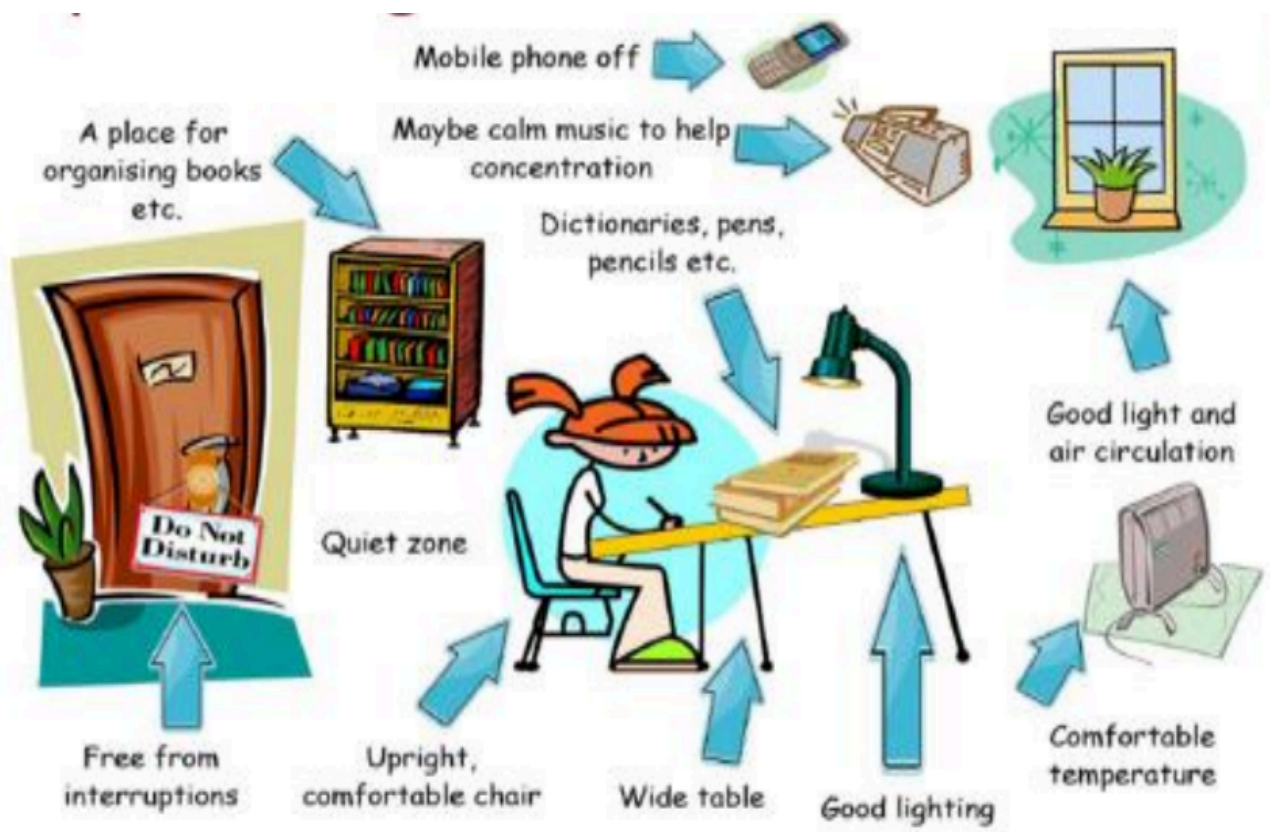 Mobile phone off
Maybe calm music to help
concentration
A place for
organising books
etc.
Dictionaries, pens,
pencils etc.
Good light and
air circulation
Do Not
Disturb
Quiet zone
Free from
interruptions
Upright,
comfortable chair
Wide table
Good lighting
Comfortable
temperature